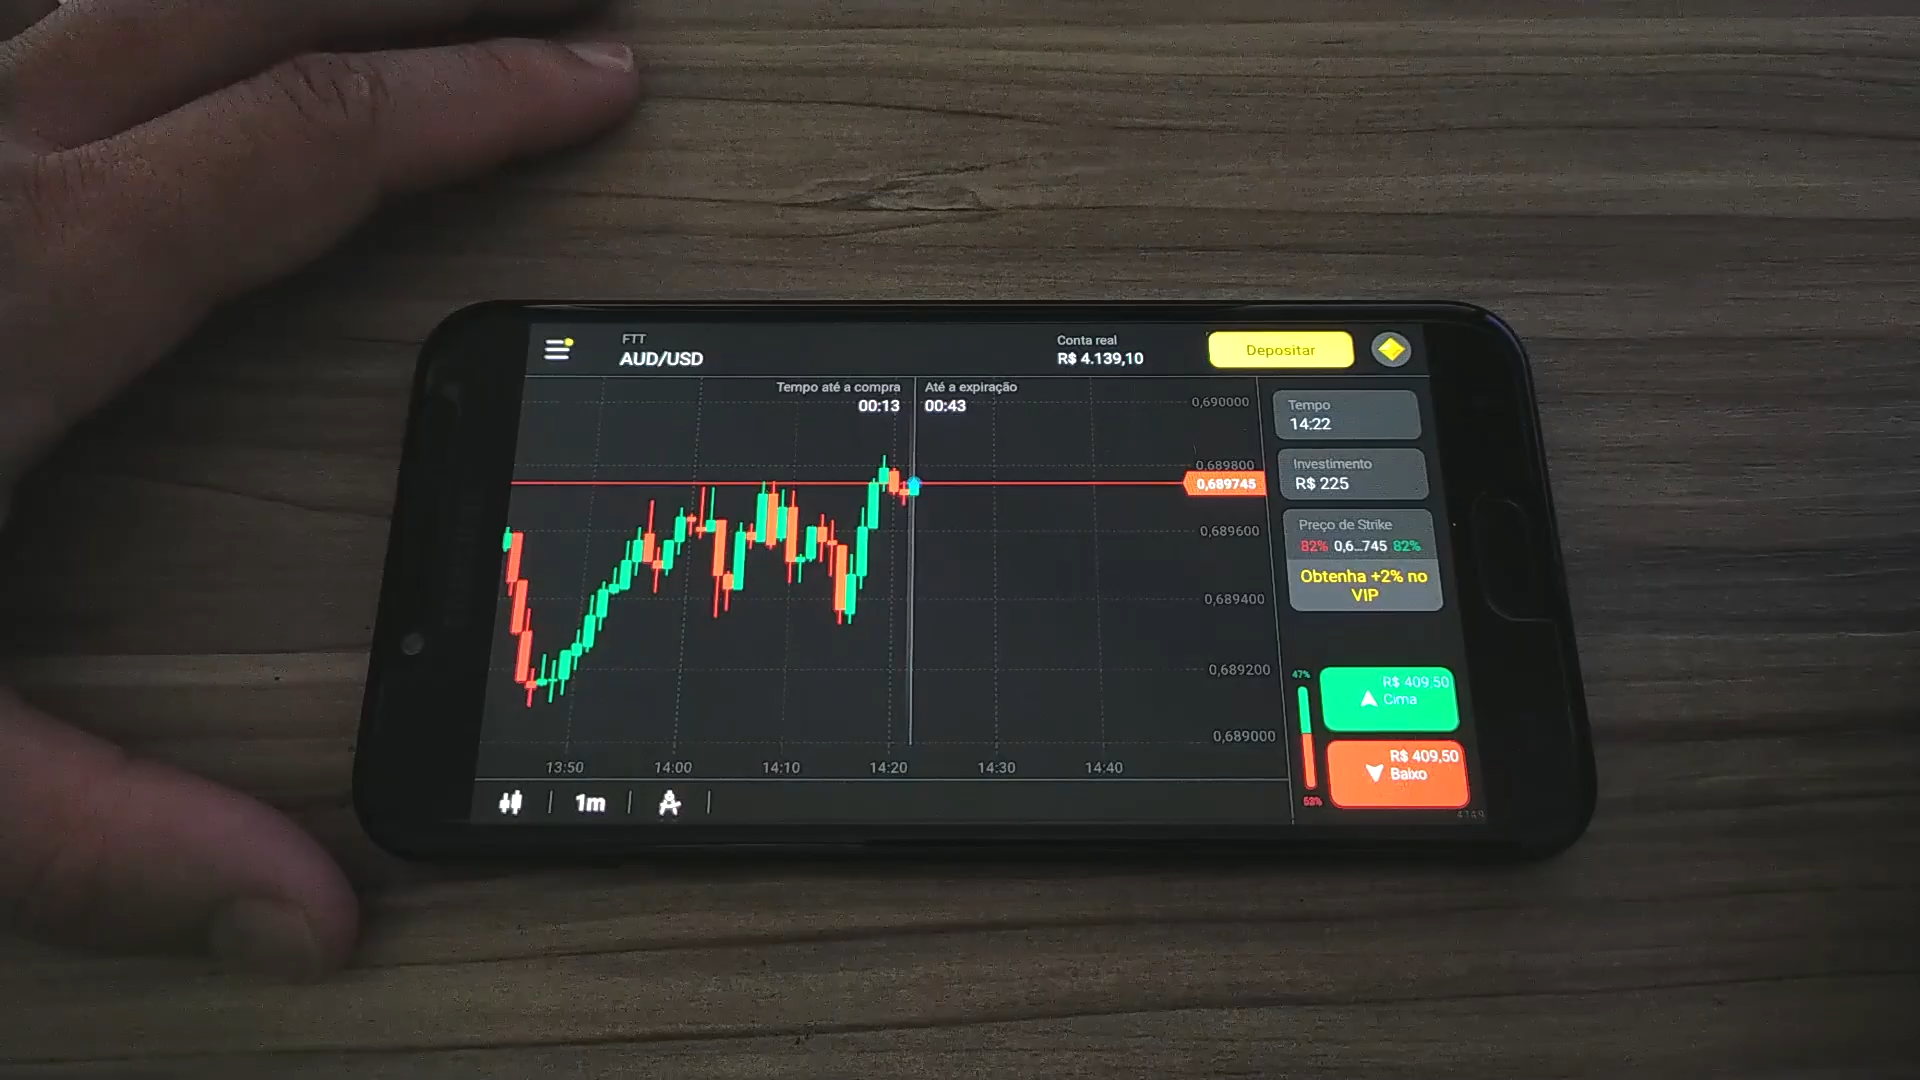 FTT
AUD/USD
Conta real
R$ 4.139,10
Depositar
Tempo até a compra
00:13
Até a expiração
00:43
0,690000
0,689800
0,689745
0,689600
0,689400
0,689200
0,689000
Tempo
14:22
Investimento
R$ 225
Preço de Strike
82% 0,6...745 82%
Obtenha +2% no
VIP
47%
R$ 409,50
Cima
R$ 409,50
Baixo
53%
13:50 14:00 14:10 14:20 14:30 14:40
1m